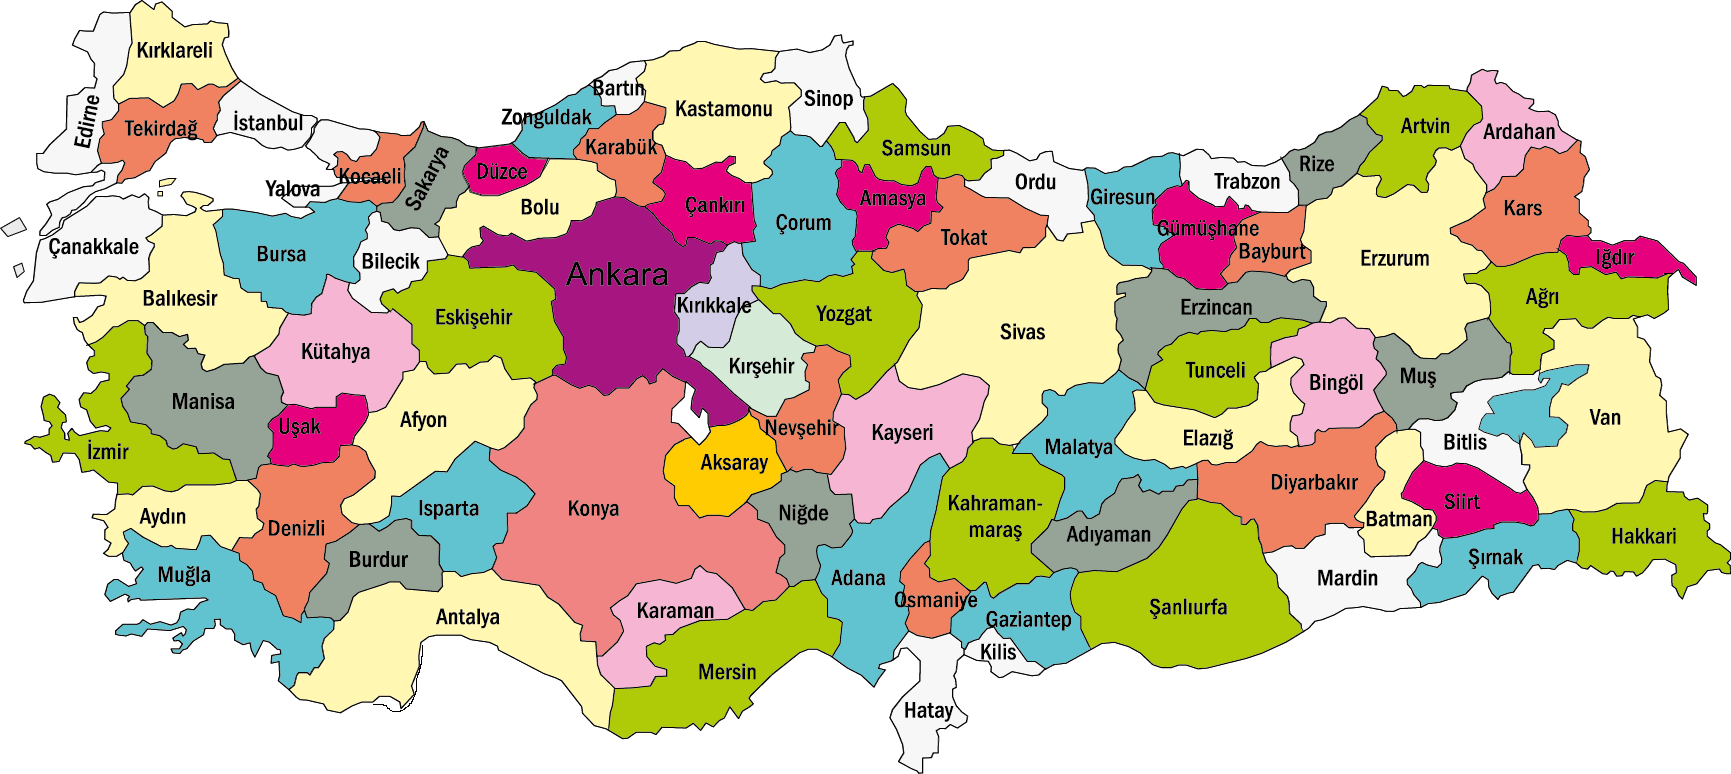 Kırklareli
Edirne
Tekirdağ
İstanbul
Kocaeli
Yalova
Sakarya
Düzce
Zonguldak
Bartın
Karabük
Kastamonu
Sinop
Samsun
Bolu
Çankırı
Çorum
Amasya
Tokat
Ordu
Giresun
Gümüşhane
Trabzon
Bayburt
Rize
Artvin
Ardahan
Kars
Iğdır
Çanakkale
Balıkesir
Bursa
Bilecik
Eskişehir
Ankara
Kırıkkale
Kırşehir
Yozgat
Sivas
Erzincan
Erzurum
Ağrı
Kütahya
Manisa
Uşak
İzmir
Afyon
Tunceli
Bingöl
Muş
Bitlis
Van
Aksaray
Nevşehir
Kayseri
Malatya
Elazığ
Diyarbakır
Batman
Siirt
Aydın
Denizli
Isparta
Konya
Niğde
Kahraman-
maraş
Adıyaman
Muğla
Burdur
Antalya
Karaman
Mersin
Adana
Osmaniye
Gaziantep
Kilis
Hatay
Şanlıurfa
Mardin
Şırnak
Hakkari